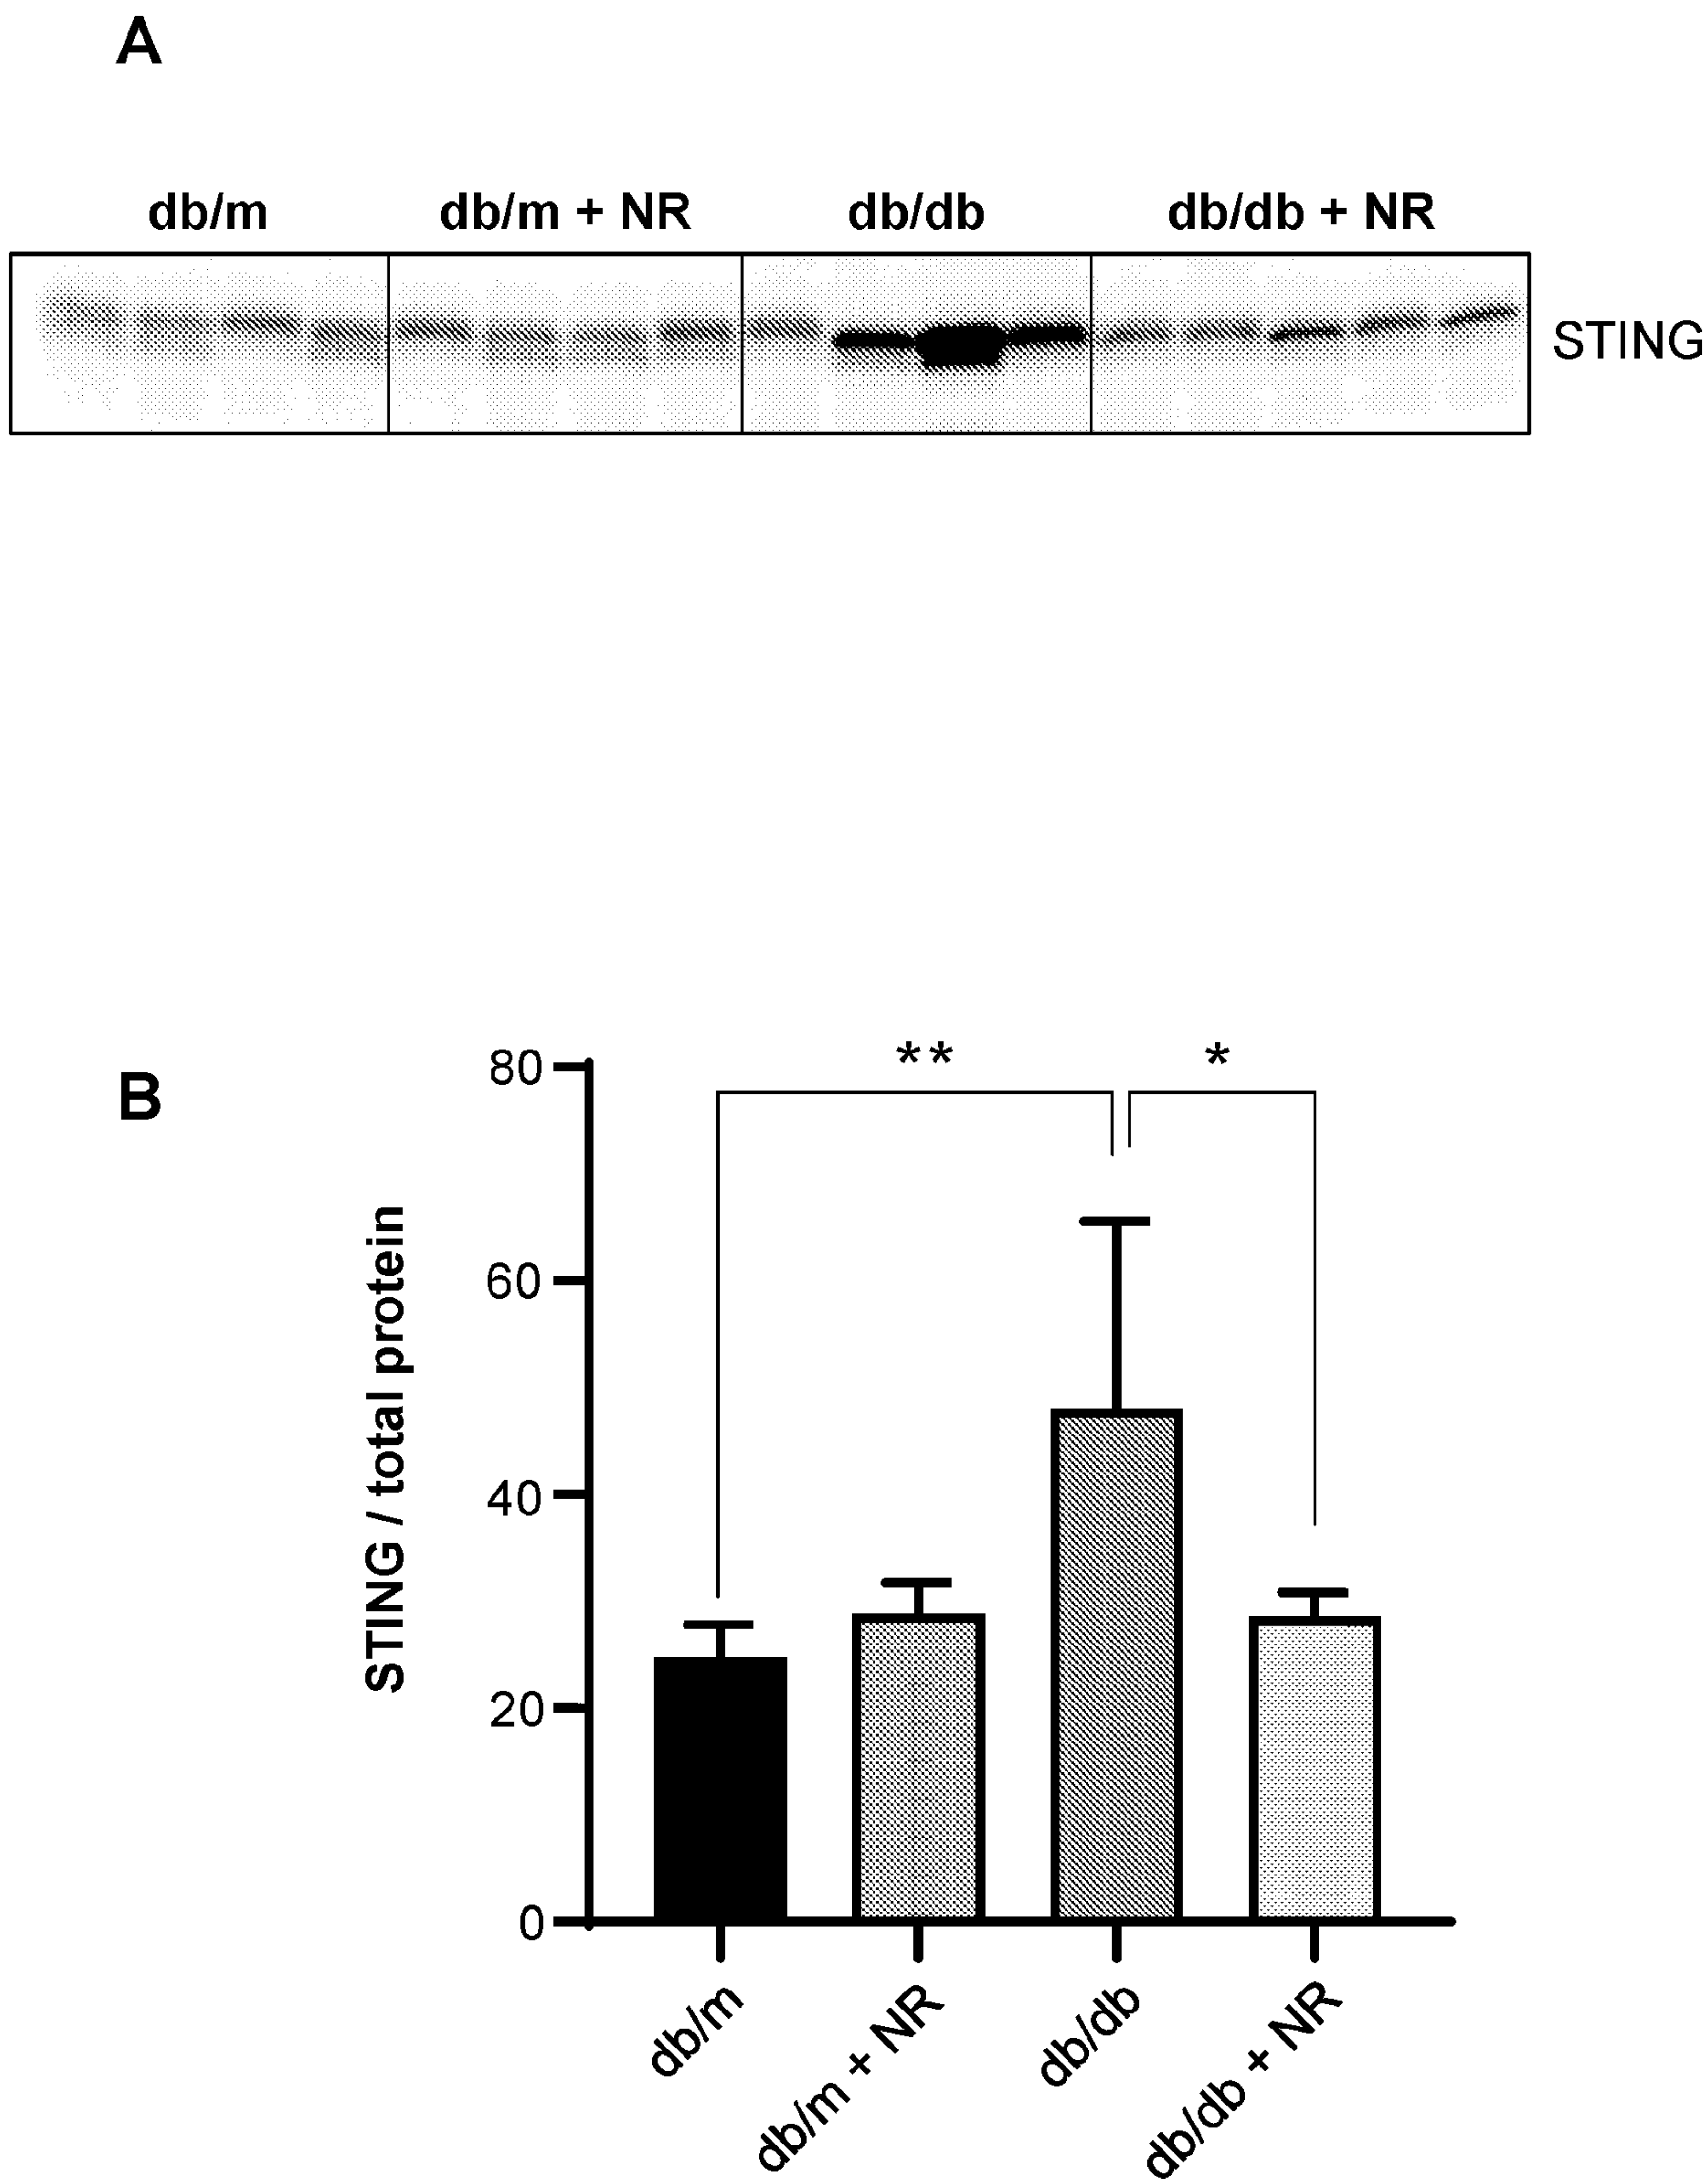 A
db/m db/m + NR db/db db/db + NR
STING
B
** *
80
60
40
20
0
STING / total protein
db/m
db/m + NR
db/db
db/db + NR